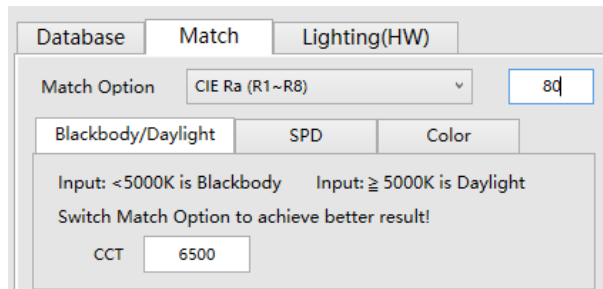 Database Match Lighting(HW)
Match Option CIE Ra (R1~R8) 80
Blackbody/Daylight SPD Color
Input: <5000K is Blackbody Input: ≧ 5000K is Daylight
Switch Match Option to achieve better result!
CCT 6500